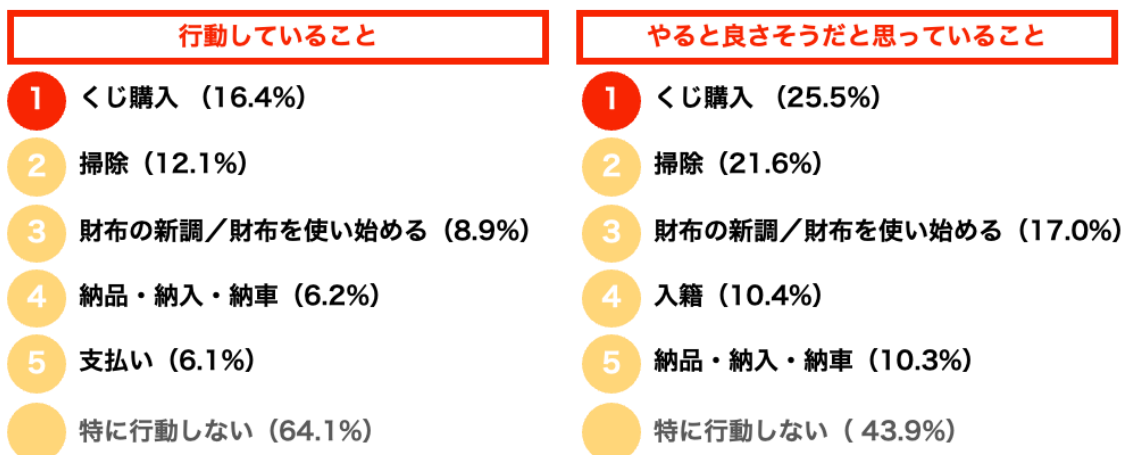 行動していること
1 くじ購入 （16.4%）
2 掃除（12.1%）
3 財布の新調／財布を使い始める（8.9%）
4 納品・納入・納車（6.2%）
5 支払い（6.1%）
特に行動しない（64.1%）
やると良さそうだと思っていること
1 くじ購入 （25.5%）
2 掃除（21.6%）
3 財布の新調／財布を使い始める（17.0%）
4 入籍（10.4%）
5 納品・納入・納車（10.3%）
特に行動しない（ 43.9%）